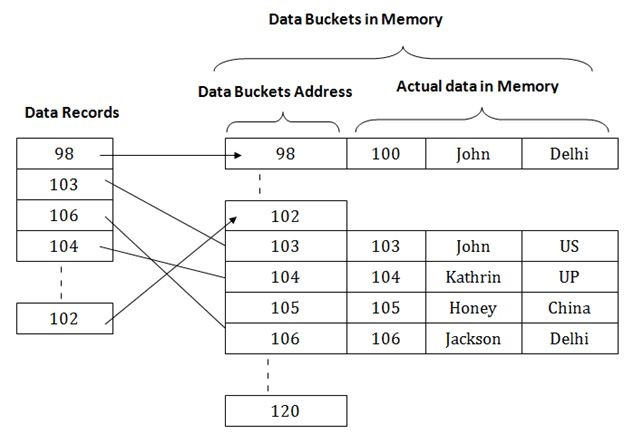 Data Buckets in Memory
Data Buckets Address
Actual data in Memory
Data Records
98
103
106
104
102
98 100 John Delhi
102
103 103 John US
104 104 Kathrin UP
105 105 Honey China
106 106 Jackson Delhi
120